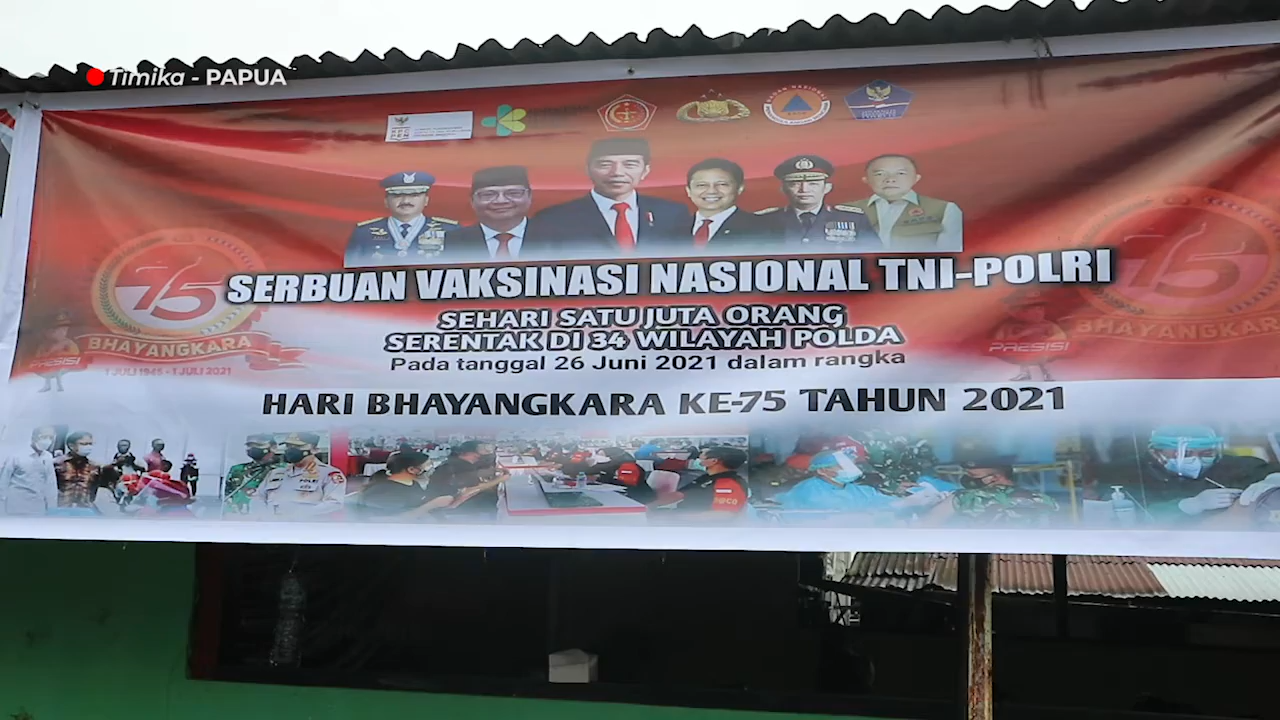 Timika - PAPUA
SERBUAN VAKSINASI NASIONAL TNI-POLRI
75
SEHARI SATU JUTA ORANG
SERENTAK DI 34 WILAYAH POLDA
BHAYANGKARA
BHAYANGKARA
PRESISI
PRESISI
Pada tanggal 26 Juni 2021 dalam rangka
1 JULI 1945 - 1 JULI 2021
HARI BHAYANGKARA KE-75 TAHUN 2021